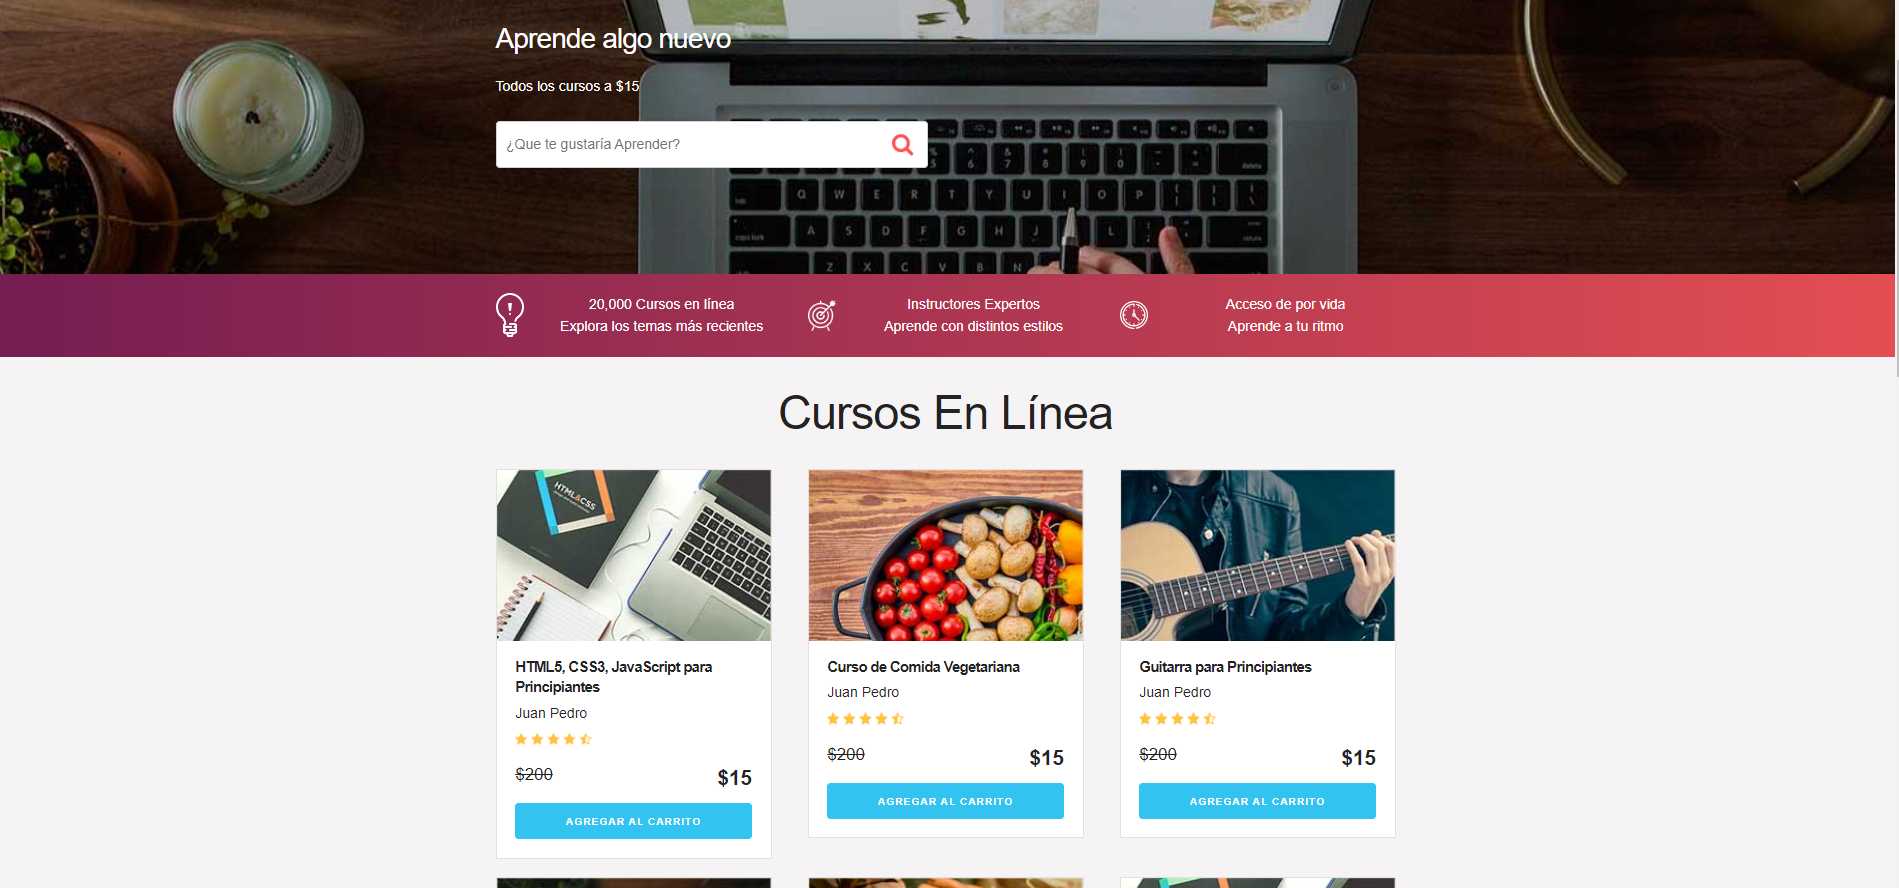 Aprende algo nuevo
Todos los cursos a $15
¿Que te gustaría Aprender?
20,000 Cursos en línea
Explora los temas más recientes
Instructores Expertos
Aprende con distintos estilos
Acceso de por vida
Aprende a tu ritmo
Cursos En Línea
HTML&CSS
HTML5, CSS3, JavaScript para
Principiantes
Juan Pedro
$200
$15
AGREGAR AL CARRITO
Curso de Comida Vegetariana
Juan Pedro
$200
$15
AGREGAR AL CARRITO
Guitarra para Principiantes
Juan Pedro
$200
$15
AGREGAR AL CARRITO